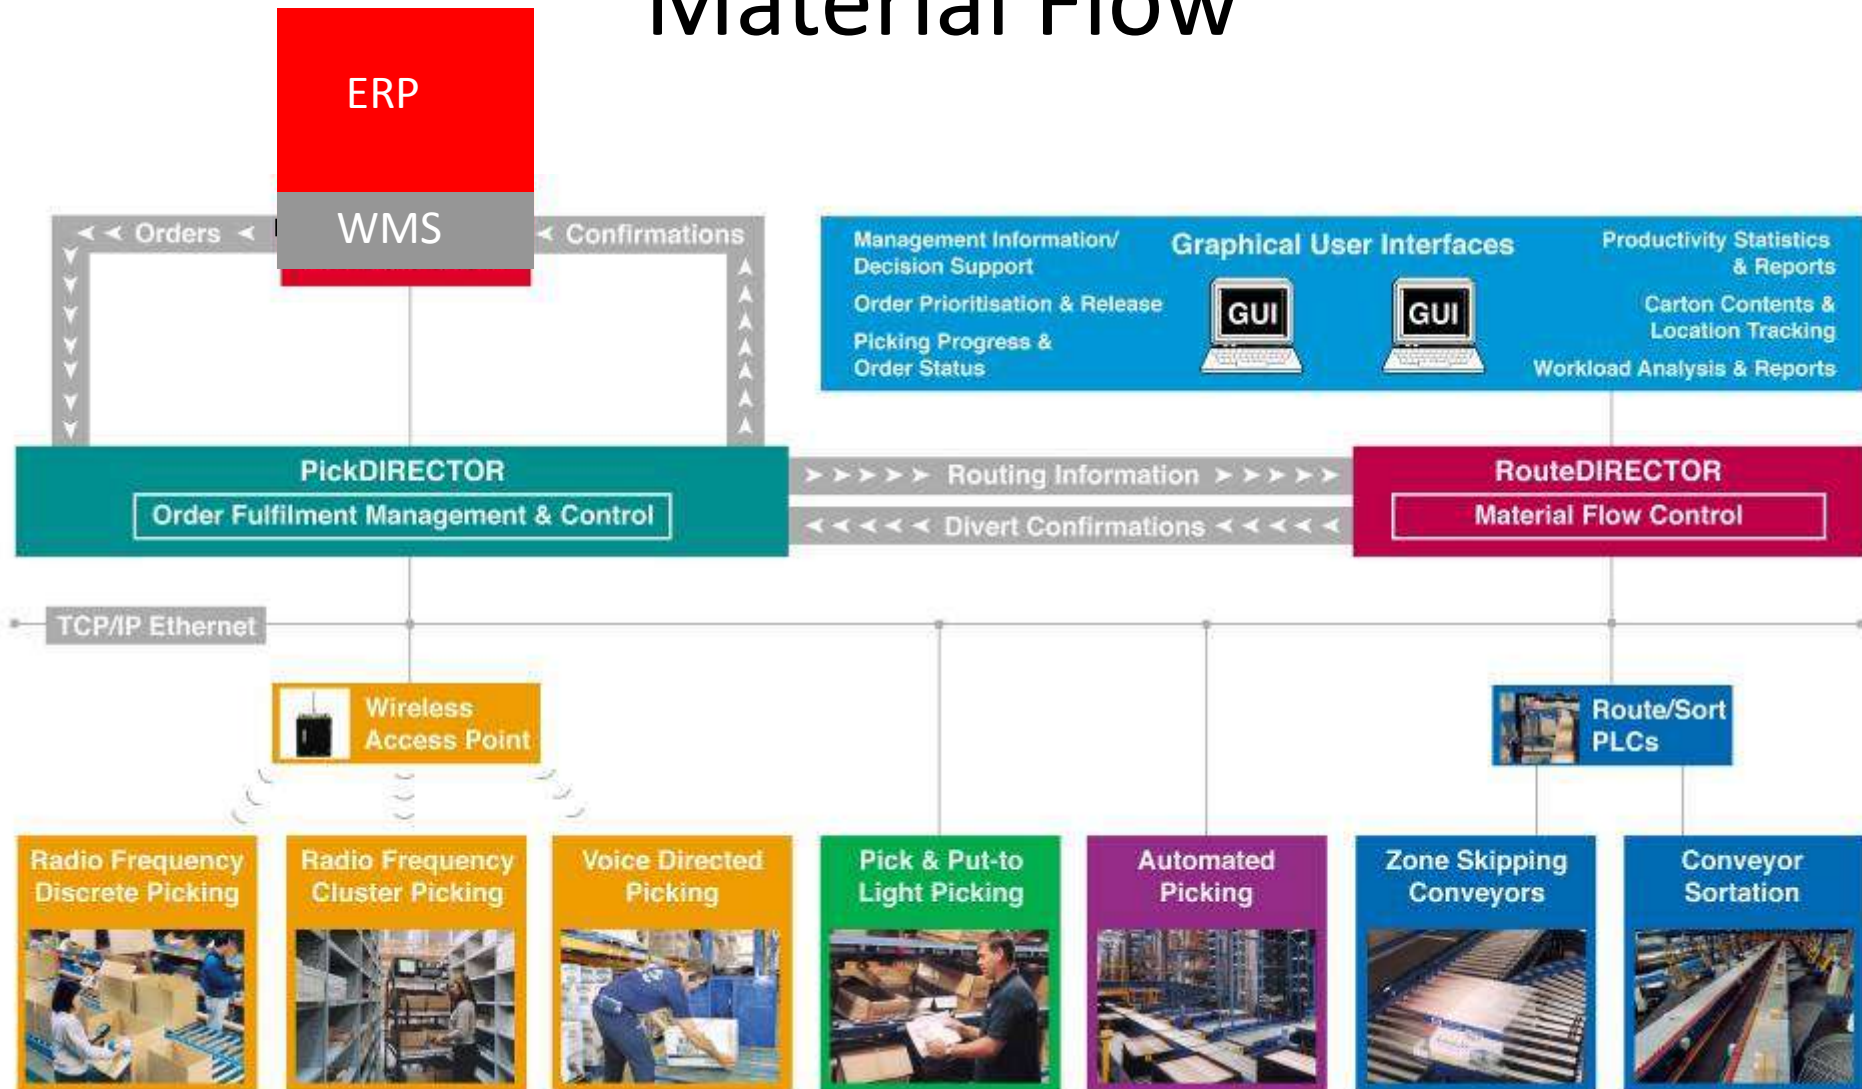 Material Flow
ERP
WMS
Orders
Confirmations
Management Information/
Decision Support
Order Prioritisation & Release
Picking Progress &
Order Status
Graphical User Interfaces
GUI
GUI
Productivity Statistics
& Reports
Carton Contents &
Location Tracking
Workload Analysis & Reports
PickDIRECTOR
Order Fulfilment Management & Control
Routing Information
Divert Confirmations
RouteDIRECTOR
Material Flow Control
TCP/IP Ethernet
Wireless
Access Point
Route/Sort
PLCs
Radio Frequency
Discrete Picking
Radio Frequency
Cluster Picking
Voice Directed
Picking
Pick & Put-to
Light Picking
Automated
Picking
Zone Skipping
Conveyors
Conveyor
Sortation